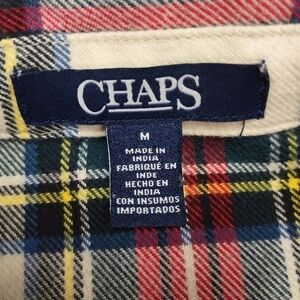 CHAPS
M
MADE IN
INDIA
FABRIQUÉ EN
INDE
HECHO EN
INDIA
CON INSUMOS
IMPORTADOS